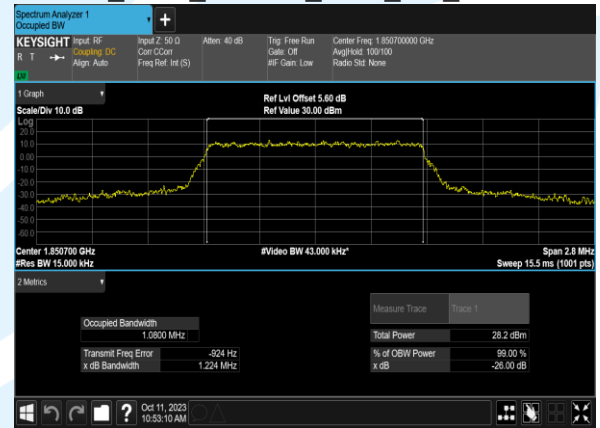 Spectrum Analyzer 1
Occupied BW
+
KEYSIGHT Input: RF Input Z: 50 Ω Atten: 40 dB Trig: Free Run Center Freq: 1.850700000 GHz
R T Coupling: DC Corr CCorr Gate: Off Avg|Hold: 100/100
Align: Auto Freq Ref: Int (S) #IF Gain: Low Radio Std: None
1 Graph
Ref Lvl Offset 5.60 dB
Scale/Div 10.0 dB Ref Value 30.00 dBm
Log
20.0
10.0
0.00
-10.0
-20.0
-30.0
-40.0
-50.0
-60.0
Center 1.850700 GHz #Video BW 43.000 kHz* Span 2.8 MHz
#Res BW 15.000 kHz Sweep 15.5 ms (1001 pts)
2 Metrics
Measure Trace Trace 1
Occupied Bandwidth
1.0800 MHz
Total Power 28.2 dBm
Transmit Freq Error -924 Hz % of OBW Power 99.00 %
x dB Bandwidth 1.224 MHz x dB -26.00 dB
? Oct 11, 2023
10:53:10 AM